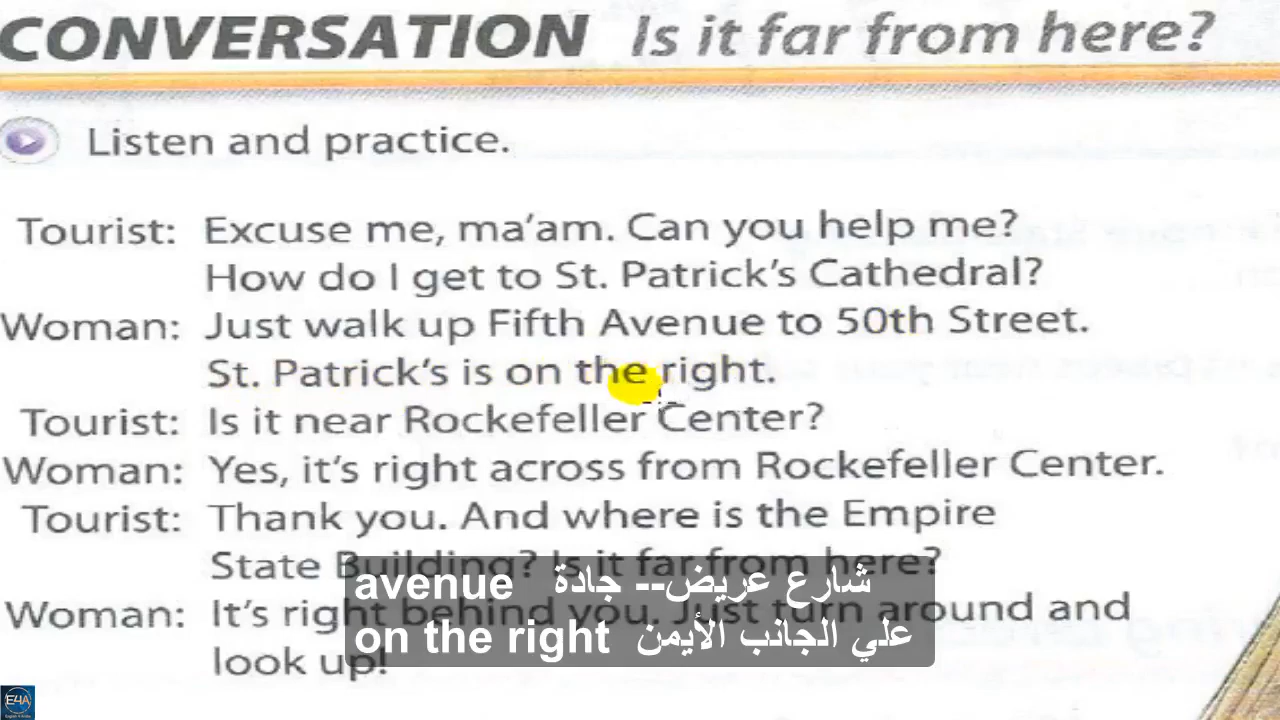 CONVERSATION Is it far from here?
Listen and practice.
Tourist: Excuse me, ma'am. Can you help me?
How do I get to St. Patrick's Cathedral?
Woman: Just walk up Fifth Avenue to 50th Street.
St. Patrick's is on the right.
Tourist: Is it near Rockefeller Center?
Woman: Yes, it's right across from Rockefeller Center.
Tourist: Thank you. And where is the Empire
State Building? Is it far from here?
Woman: It's right behind you. Just turn around and
look up!
avenue شارع عريض-- جادة
on the right علي الجانب الأيمن
E4A